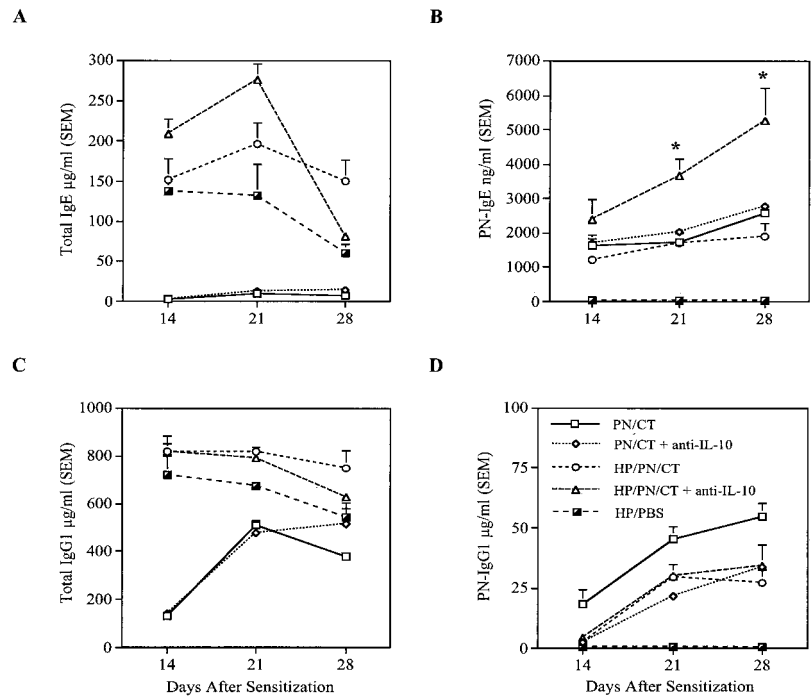 A
Total IgE µg/ml (SEM)
300
250
200
150
100
50
0
14
21
28
B
PN-IgE ng/ml (SEM)
7000
6000
5000
4000
3000
2000
1000
0
*
*
14
21
28
C
Total IgG1 µg/ml (SEM)
1000
800
600
400
200
0
14
21
28
Days After Sensitization
D
PN-IgG1 µg/ml (SEM)
100
75
50
25
0
PN/CT
PN/CT + anti-IL-10
HP/PN/CT
HP/PN/CT + anti-IL-10
HP/PBS
14
21
28
Days After Sensitization